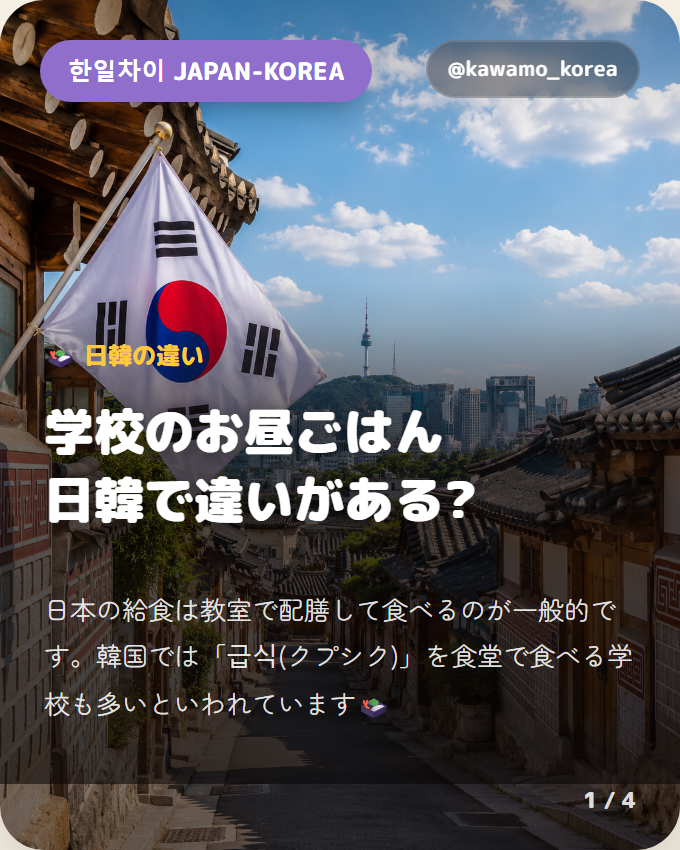 한일차이 JAPAN-KOREA
@kawamo_korea
🍱 日韓の違い
学校のお昼ごはん
日韓で違いがある?
日本の給食は教室で配膳して食べるのが一般的で
す。韓国では「급식(クプシク)」を食堂で食べる学
校も多いといわれています🍱
1 / 4